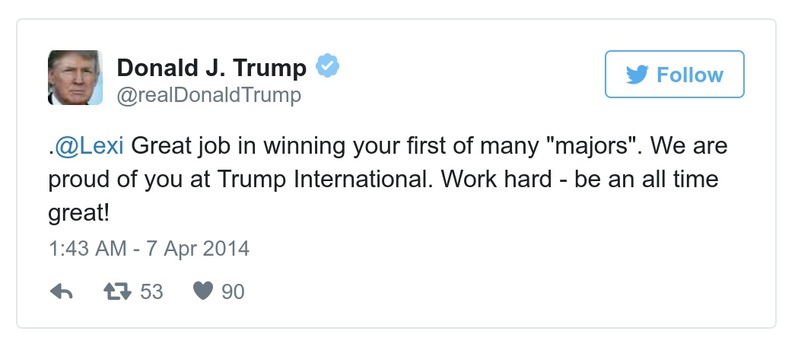 Donald J. Trump
@realDonaldTrump
Follow
.@Lexi Great job in winning your first of many "majors". We are
proud of you at Trump International. Work hard - be an all time
great!
1:43 AM - 7 Apr 2014
53 90